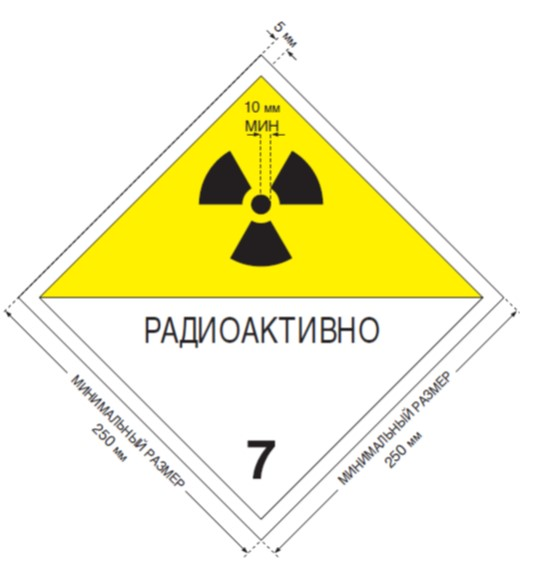 5 мм
10 мм
МИН
РАДИОАКТИВНО
МИНИМАЛЬНЫЙ РАЗМЕР
250 мм
МИНИМАЛЬНЫЙ РАЗМЕР
250 мм
7